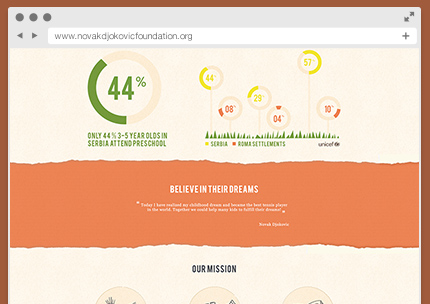 www.novakdjokovicfoundation.org
44%
ONLY 44 % 3-5 YEAR OLDS IN
SERBIA ATTEND PRESCHOOL
44%
08%
29%
04%
57%
10%
SERBIA
ROMA SETTLEMENTS
unicef
BELIEVE IN THEIR DREAMS
" Today I have realised my childhood dream and became the best tennis player
in the world. Together we could help many kids to fulfill their dreams! "
Novak Djokovic
OUR MISSION